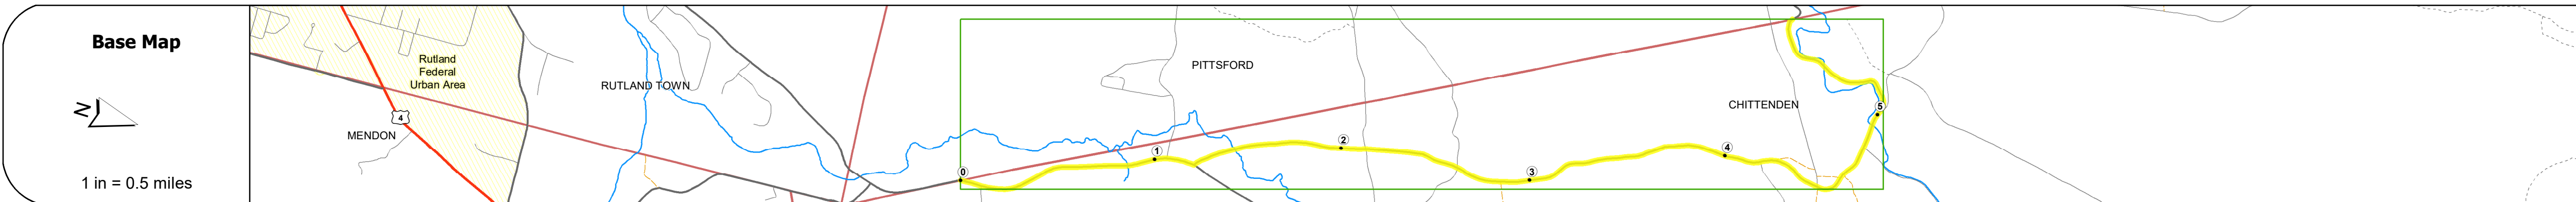 Base Map
N
1 in = 0.5 miles
Rutland
Federal
Urban Area
4
MENDON
RUTLAND TOWN
PITTSFORD
CHITTENDEN
0
1
2
3
4
5